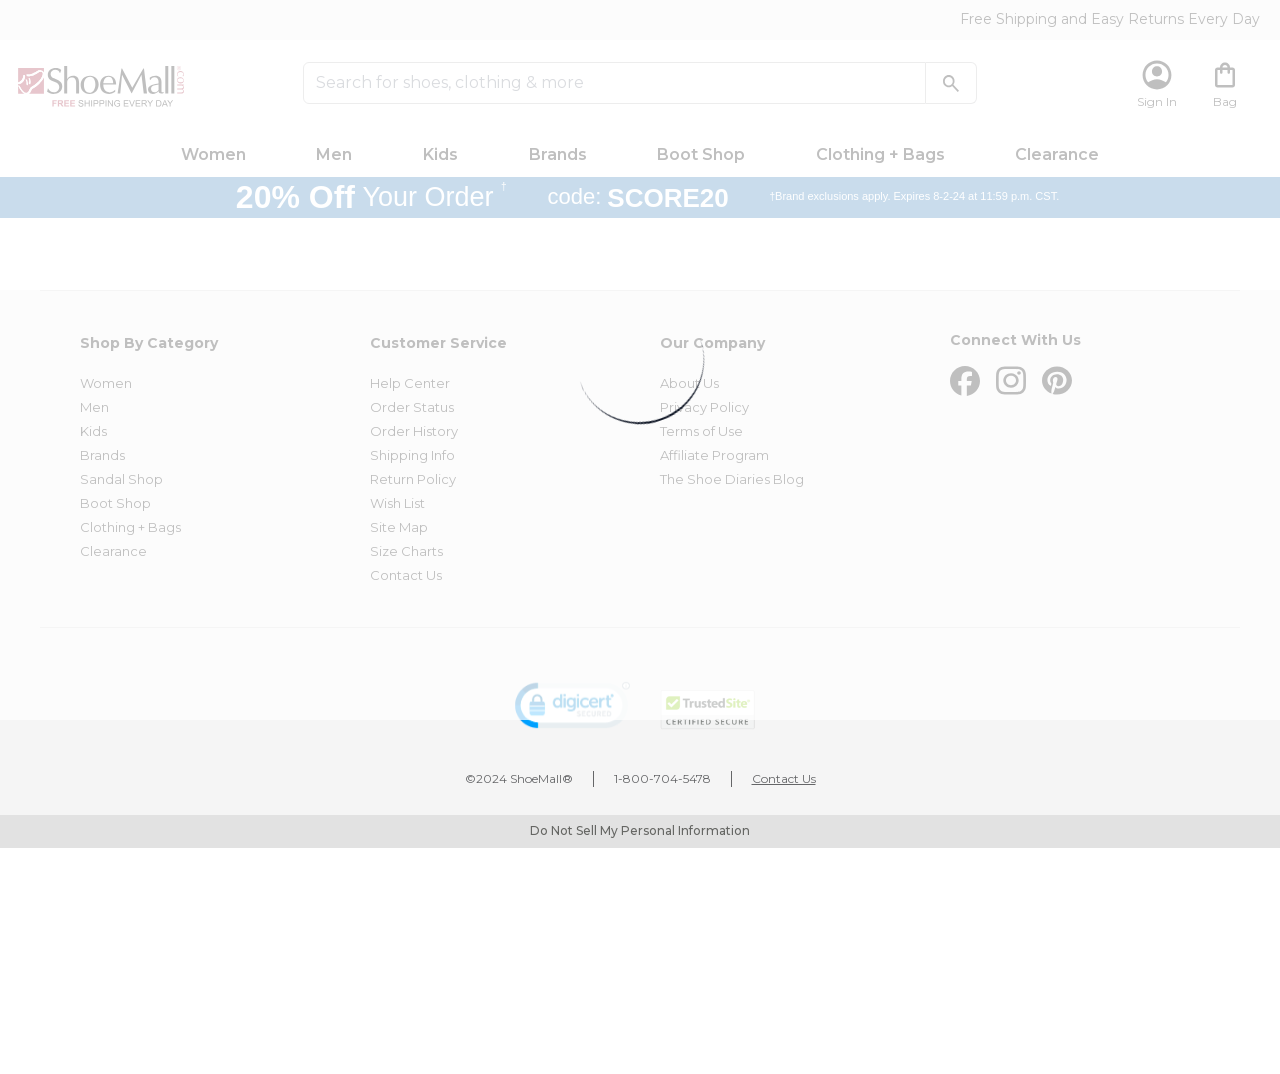 Free Shipping and Easy Returns Every Day
ShoeMall.com
FREE SHIPPING EVERY DAY
Search for shoes, clothing & more
Sign In
Bag
Women Men Kids Brands Boot Shop Clothing + Bags Clearance
20% Off Your Order † code: SCORE20 †Brand exclusions apply. Expires 8-2-24 at 11:59 p.m. CST.
Shop By Category
Women
Men
Kids
Brands
Sandal Shop
Boot Shop
Clothing + Bags
Clearance
Customer Service
Help Center
Order Status
Order History
Shipping Info
Return Policy
Wish List
Site Map
Size Charts
Contact Us
Our Company
About Us
Privacy Policy
Terms of Use
Affiliate Program
The Shoe Diaries Blog
Connect With Us
digicert
SECURED
TrustedSite
CERTIFIED SECURE
©2024 ShoeMall® 1-800-704-5478 Contact Us
Do Not Sell My Personal Information